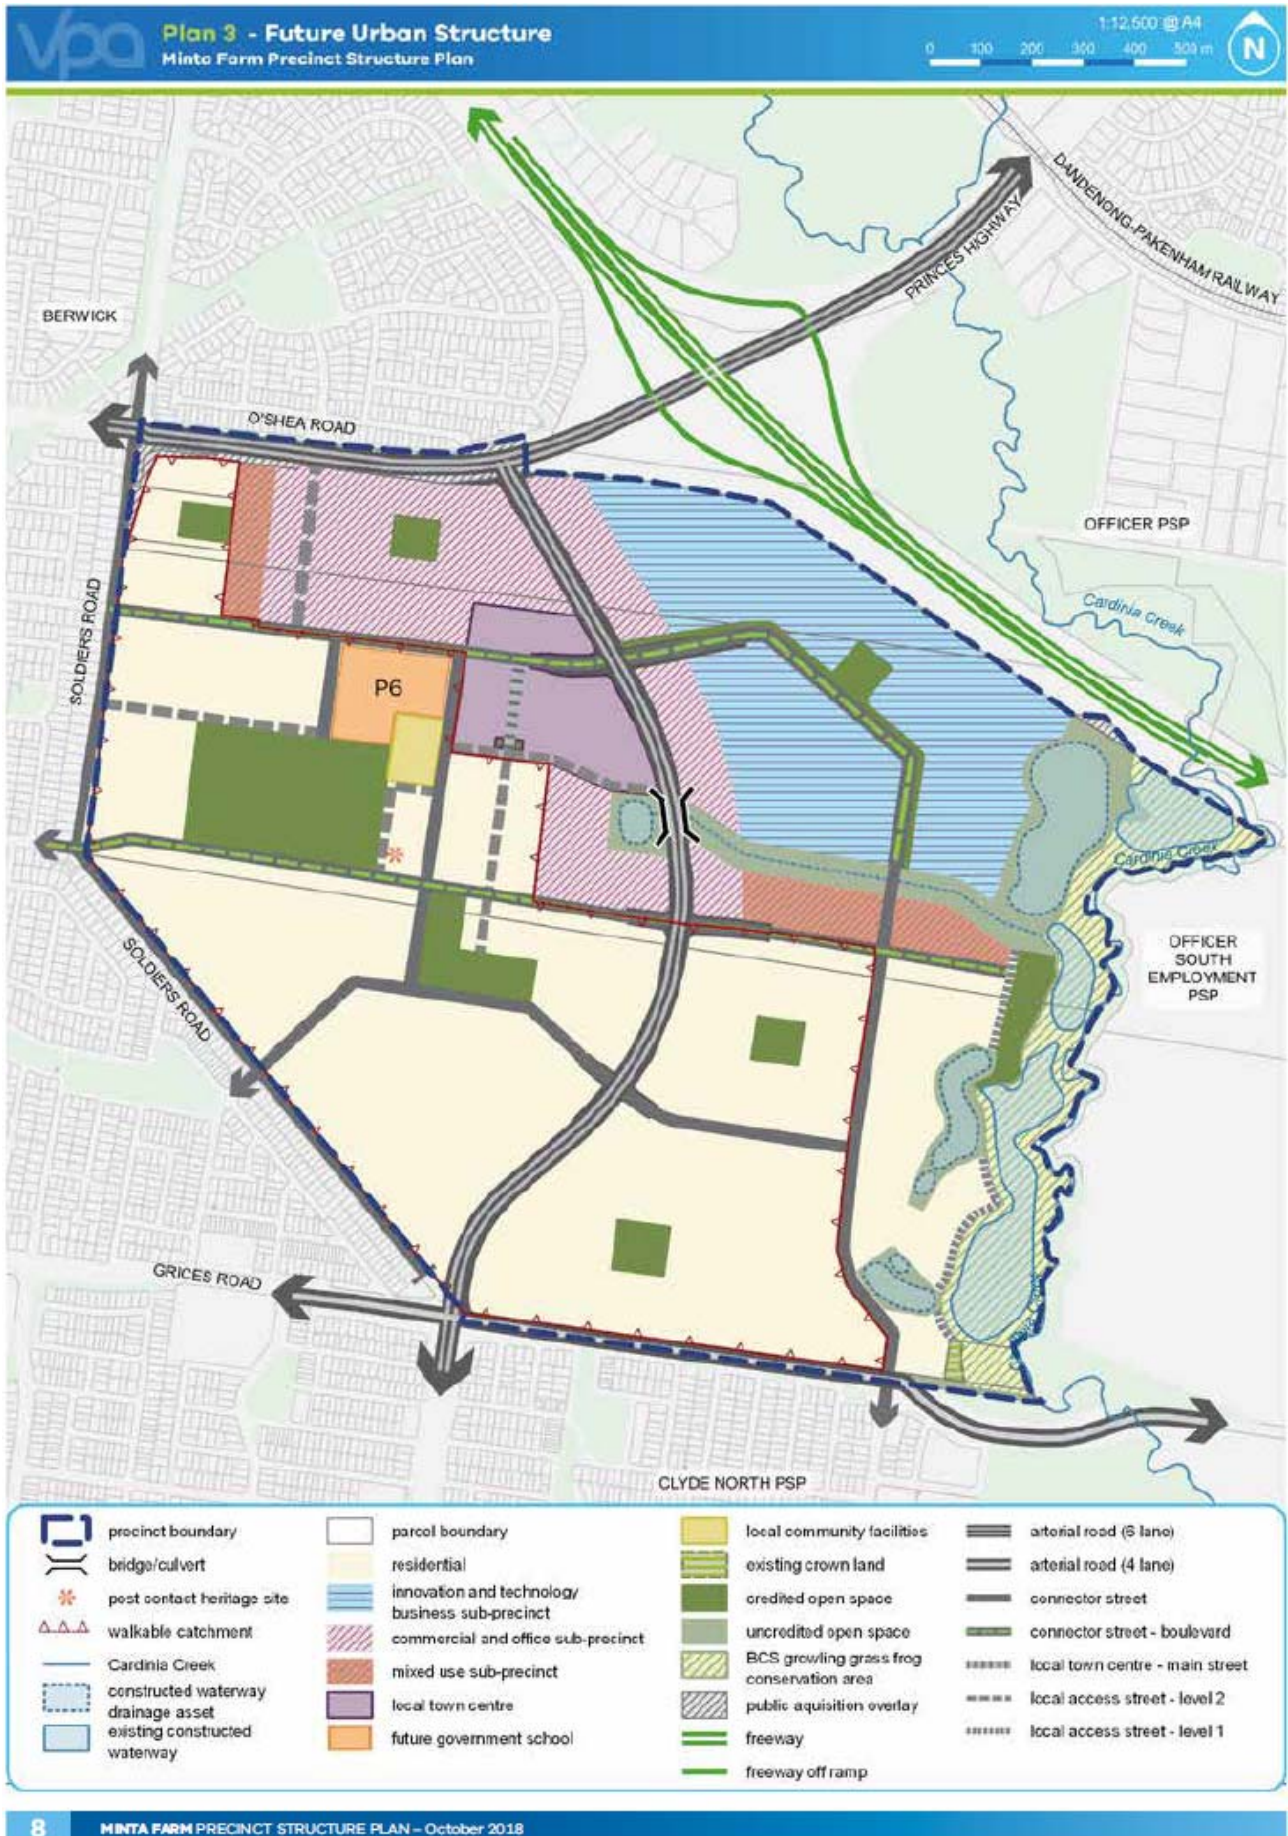 vpa
Plan 3 - Future Urban Structure
Minta Farm Precinct Structure Plan
1:12,500 @ A4
0 100 200 300 400 500 m
N
DANDENONG-PAKENHAM RAILWAY
PRINCES HIGHWAY
BERWICK
O'SHEA ROAD
OFFICER PSP
Cardinia Creek
SOLDIERS ROAD
P6
Cardinia Creek
OFFICER
SOUTH
EMPLOYMENT
PSP
SOLDIERS ROAD
GRICES ROAD
CLYDE NORTH PSP
precinct boundary
bridge/culvert
post contact heritage site
walkable catchment
Cardinia Creek
constructed waterway
drainage asset
existing constructed
waterway
parcel boundary
residential
innovation and technology
business sub-precinct
commercial and office sub-precinct
mixed use sub-precinct
local town centre
future government school
local community facilities
existing crown land
credited open space
uncredited open space
BCS growling grass frog
conservation area
public aquisition overlay
freeway
freeway off ramp
arterial road (6 lane)
arterial road (4 lane)
connector street
connector street - boulevard
local town centre - main street
local access street - level 2
local access street - level 1
8 MINTA FARM PRECINCT STRUCTURE PLAN – October 2018